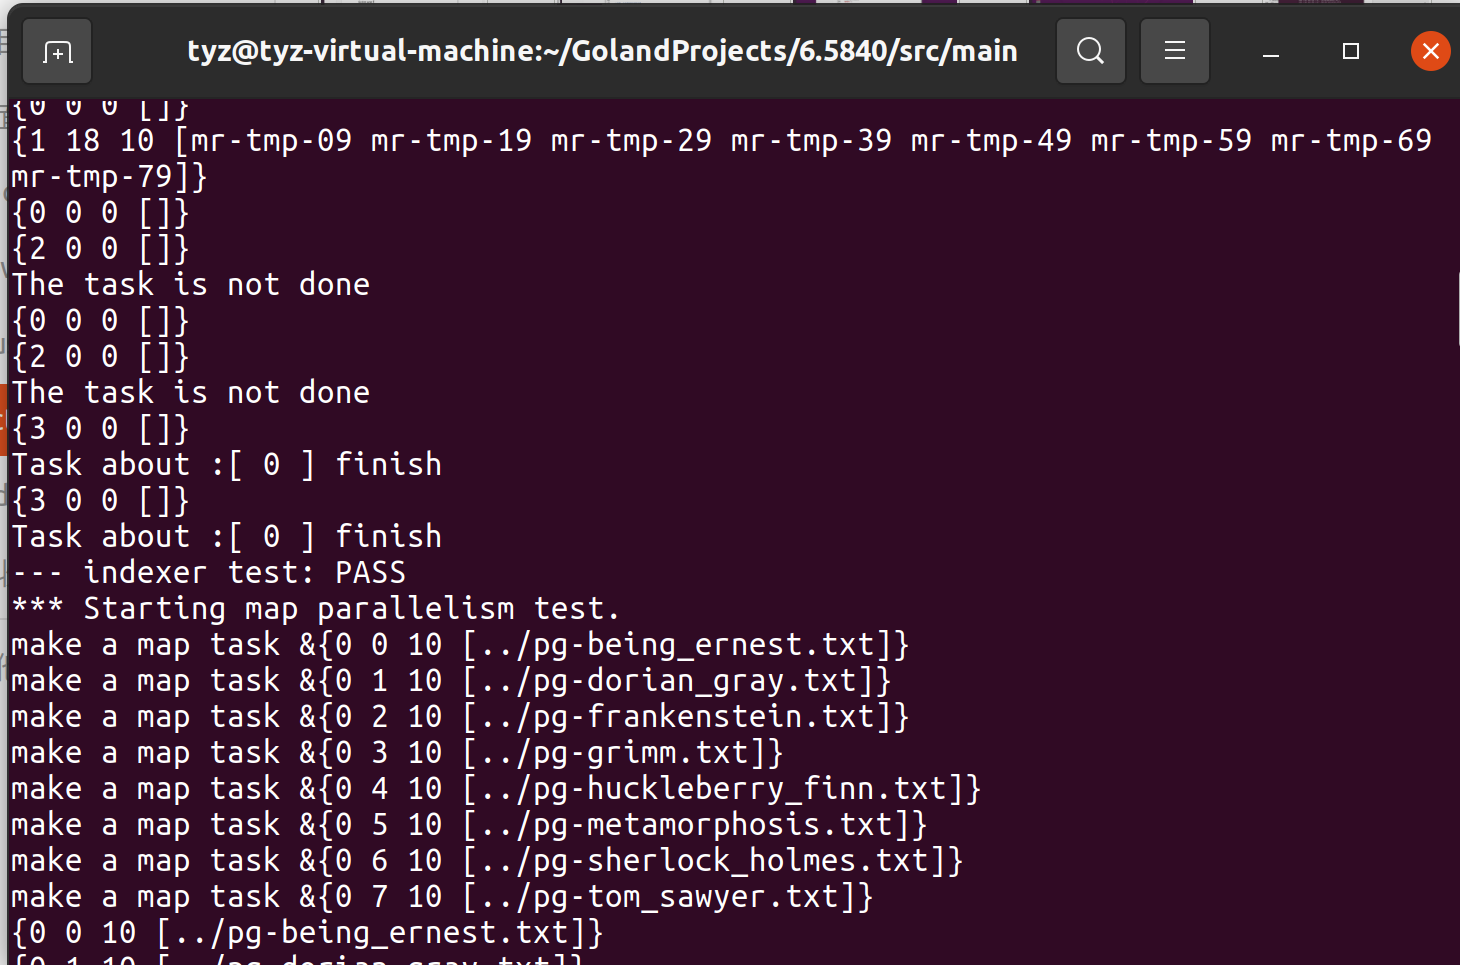 tyz@tyz-virtual-machine:~/GolandProjects/6.5840/src/main
{0 0 0 []}
{1 18 10 [mr-tmp-09 mr-tmp-19 mr-tmp-29 mr-tmp-39 mr-tmp-49 mr-tmp-59 mr-tmp-69
mr-tmp-79]}
{0 0 0 []}
{2 0 0 []}
The task is not done
{0 0 0 []}
{2 0 0 []}
The task is not done
{3 0 0 []}
Task about :[ 0 ] finish
{3 0 0 []}
Task about :[ 0 ] finish
--- indexer test: PASS
*** Starting map parallelism test.
make a map task &{0 0 10 [../pg-being_ernest.txt]}
make a map task &{0 1 10 [../pg-dorian_gray.txt]}
make a map task &{0 2 10 [../pg-frankenstein.txt]}
make a map task &{0 3 10 [../pg-grimm.txt]}
make a map task &{0 4 10 [../pg-huckleberry_finn.txt]}
make a map task &{0 5 10 [../pg-metamorphosis.txt]}
make a map task &{0 6 10 [../pg-sherlock_holmes.txt]}
make a map task &{0 7 10 [../pg-tom_sawyer.txt]}
{0 0 10 [../pg-being_ernest.txt]}
{0 1 10 [../pg-dorian_gray.txt]}